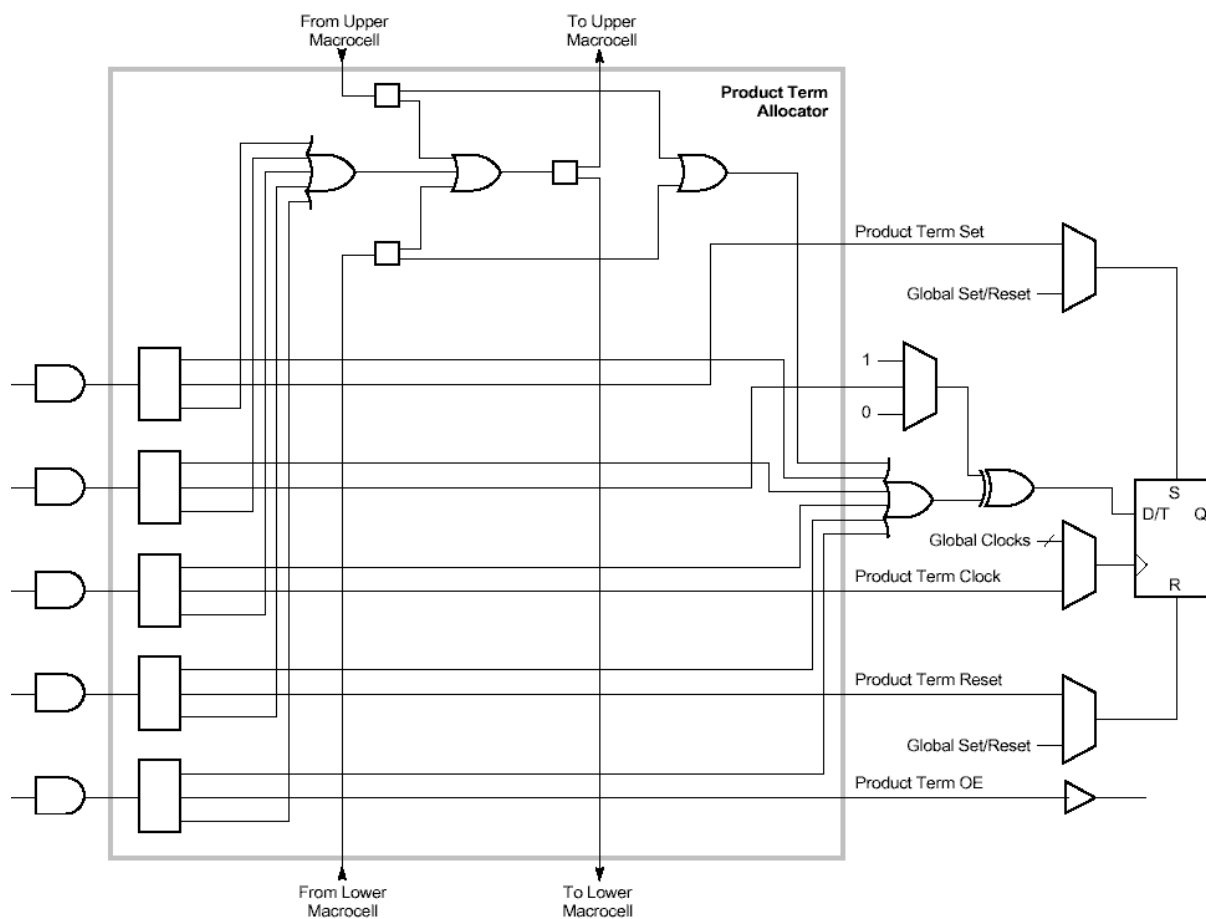 From Upper
Macrocell
To Upper
Macrocell
Product Term
Allocator
Product Term Set
Global Set/Reset
1
0
S
D/T
Q
Global Clocks
Product Term Clock
R
Product Term Reset
Global Set/Reset
Product Term OE
From Lower
Macrocell
To Lower
Macrocell